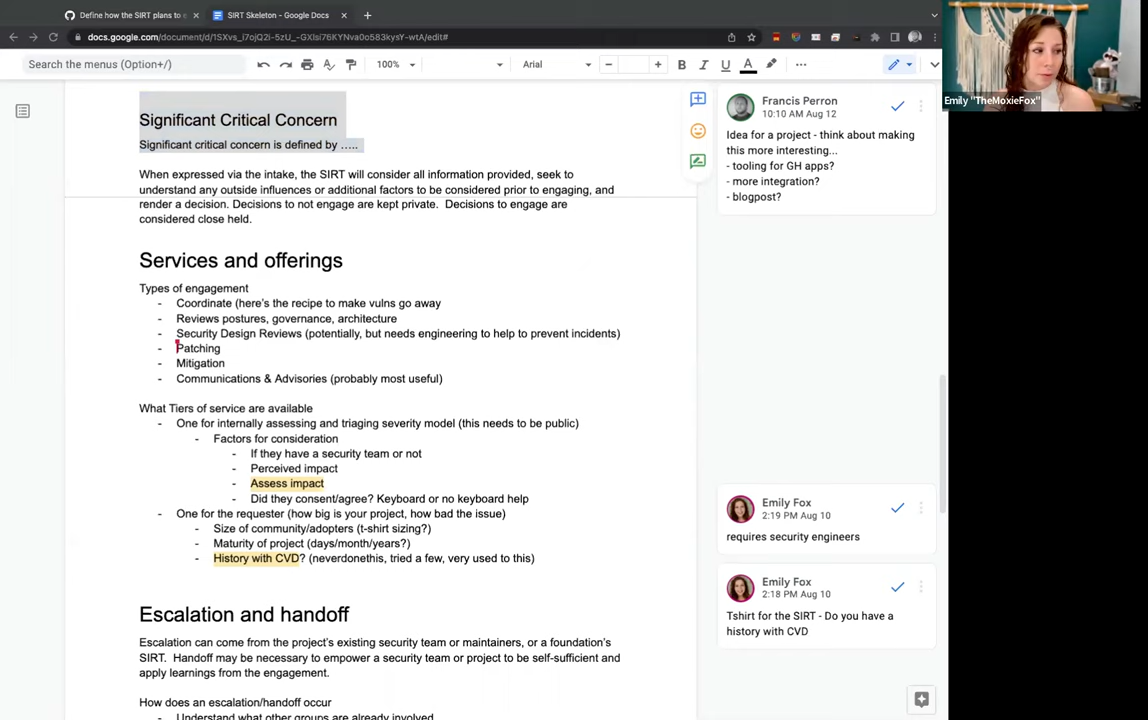 Define how the SIRT plans to e
SIRT Skeleton - Google Docs
docs.google.com/document/d/1SXvs_i7ojQ2i-5zU_-GXIsI76KYNva0o583kysY-wtA/edit#
Search the menus (Option+/)
100%
Arial
B I U A
Emily "TheMoxieFox"
Significant Critical Concern
Significant critical concern is defined by …..
When expressed via the intake, the SIRT will consider all information provided, seek to
understand any outside influences or additional factors to be considered prior to engaging, and
render a decision. Decisions to not engage are kept private. Decisions to engage are
considered close held.
Services and offerings
Types of engagement
- Coordinate (here's the recipe to make vulns go away
- Reviews postures, governance, architecture
- Security Design Reviews (potentially, but needs engineering to help to prevent incidents)
- Patching
- Mitigation
- Communications & Advisories (probably most useful)
What Tiers of service are available
- One for internally assessing and triaging severity model (this needs to be public)
- Factors for consideration
- If they have a security team or not
- Perceived impact
- Assess impact
- Did they consent/agree? Keyboard or no keyboard help
- One for the requester (how big is your project, how bad the issue)
- Size of community/adopters (t-shirt sizing?)
- Maturity of project (days/month/years?)
- History with CVD? (neverdonethis, tried a few, very used to this)
Escalation and handoff
Escalation can come from the project's existing security team or maintainers, or a foundation's
SIRT. Handoff may be necessary to empower a security team or project to be self-sufficient and
apply learnings from the engagement.
How does an escalation/handoff occur
- Understand what other groups are already involved
Francis Perron
10:10 AM Aug 12
Idea for a project - think about making
this more interesting...
- tooling for GH apps?
- more integration?
- blogpost?
Emily Fox
2:19 PM Aug 10
requires security engineers
Emily Fox
2:18 PM Aug 10
Tshirt for the SIRT - Do you have a
history with CVD